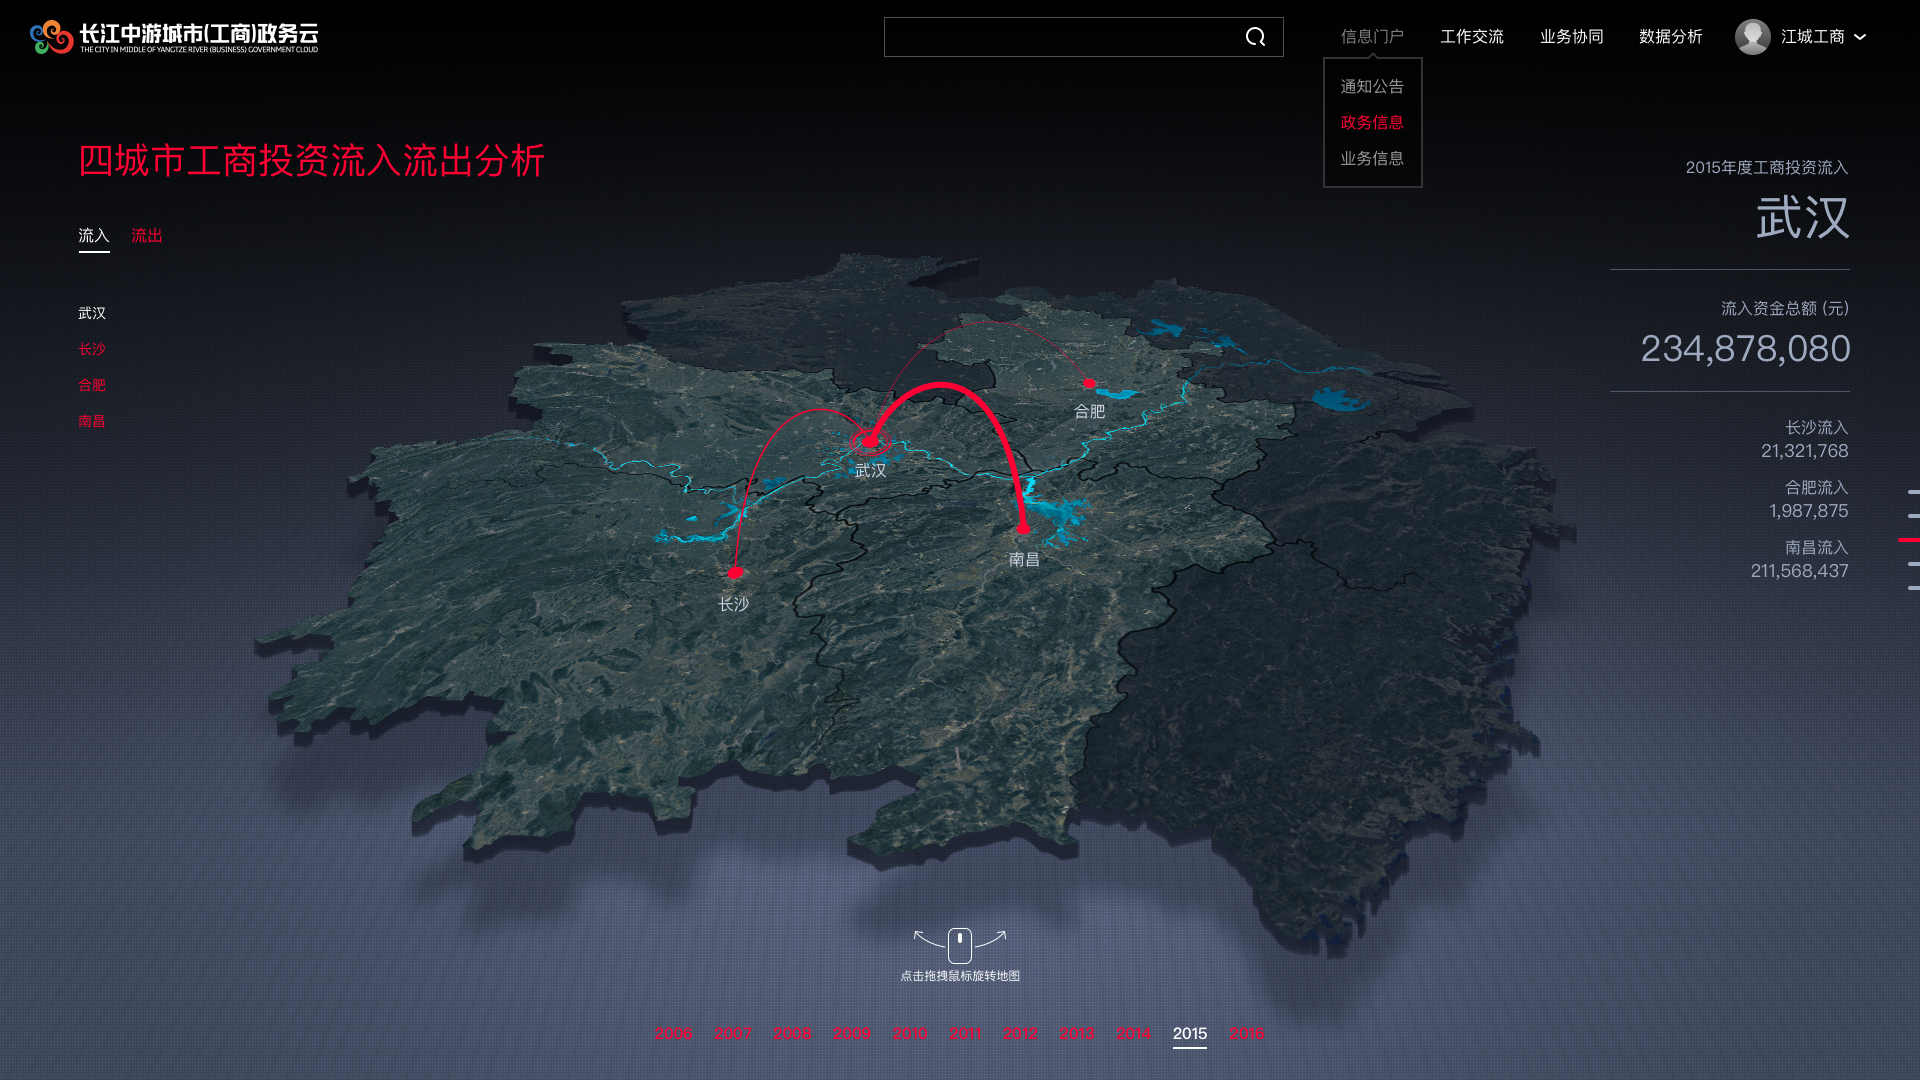 长江中游城市(工商)政务云
THE CITY IN MIDDLE OF YANGTZE RIVER (BUSINESS) GOVERNMENT CLOUD
信息门户
工作交流
业务协同
数据分析
江城工商
通知公告
政务信息
业务信息
四城市工商投资流入流出分析
流入
流出
武汉
长沙
合肥
南昌
合肥
武汉
南昌
长沙
2015年度工商投资流入
武汉
流入资金总额 (元)
234,878,080
长沙流入
21,321,768
合肥流入
1,987,875
南昌流入
211,568,437
点击拖拽鼠标旋转地图
2006 2007 2008 2009 2010 2011 2012 2013 2014 2015 2016